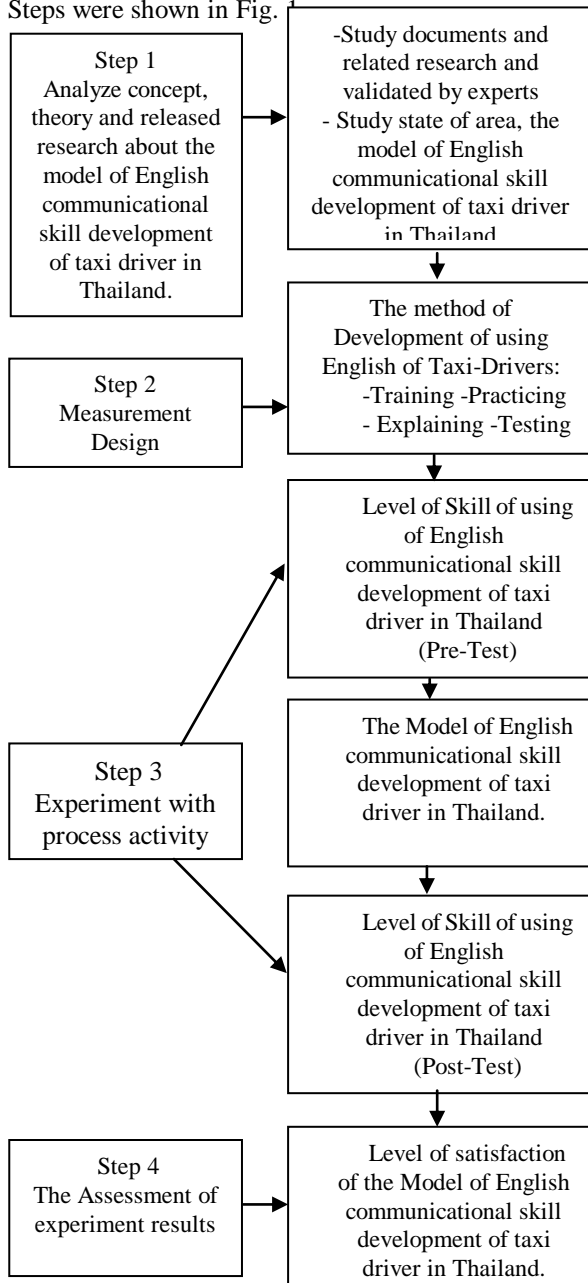 Steps were shown in Fig. 1
Step 1
Analyze concept,
theory and released
research about the
model of English
communicational
skill development
of taxi driver in
Thailand.
-Study documents and
related research and
validated by experts
- Study state of area, the
model of English
communicational skill
development of taxi driver
in Thailand
Step 2
Measurement
Design
The method of
Development of using
English of Taxi-Drivers:
-Training -Practicing
- Explaining -Testing
Level of Skill of using
of English
communicational skill
development of taxi
driver in Thailand
(Pre-Test)
Step 3
Experiment with
process activity
The Model of English
communicational skill
development of taxi
driver in Thailand.
Level of Skill of using
of English
communicational skill
development of taxi
driver in Thailand
(Post-Test)
Step 4
The Assessment of
experiment results
Level of satisfaction
of the Model of English
communicational skill
development of taxi
driver in Thailand.